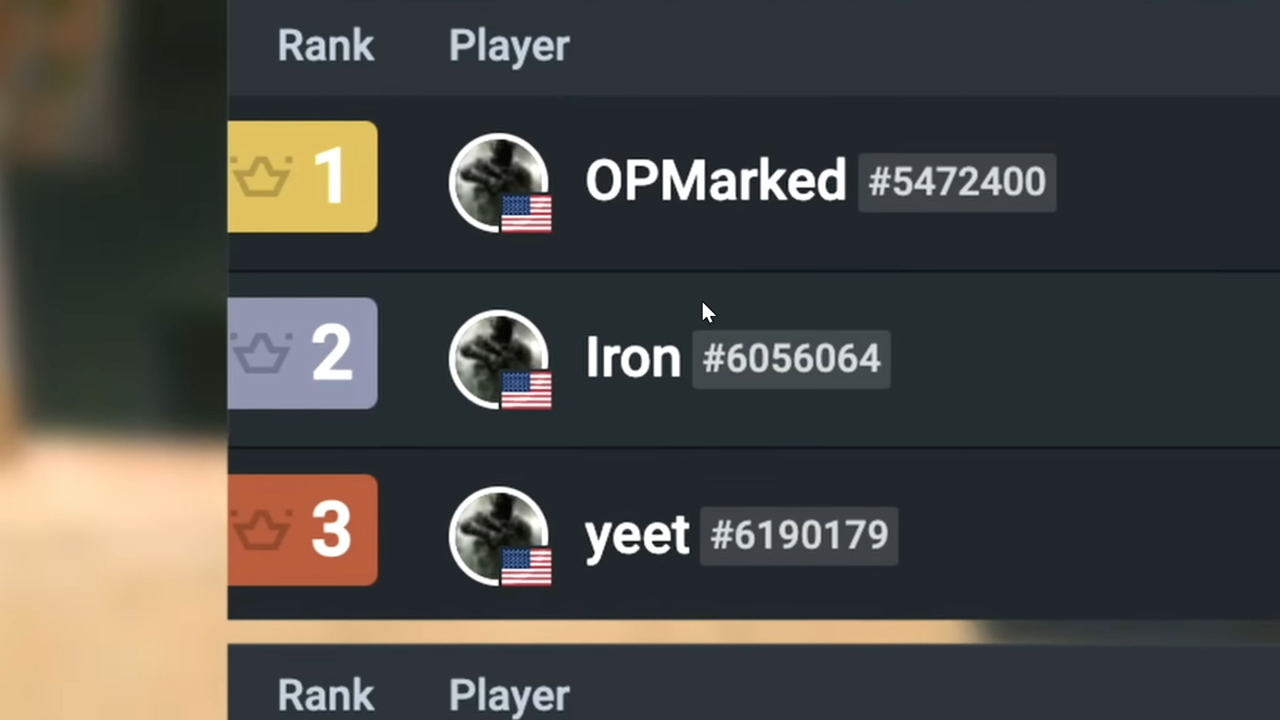 Rank Player
1 OPMarked #5472400
2 Iron #6056064
3 yeet #6190179
Rank Player